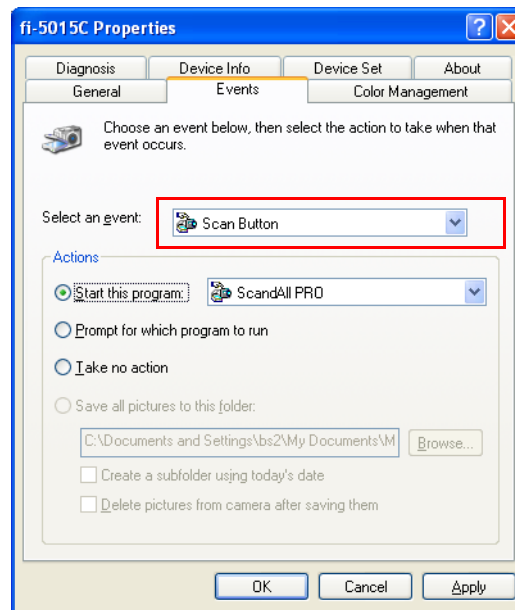 fi-5015C Properties
Diagnosis Device Info Device Set About
General Events Color Management
Choose an event below, then select the action to take when that
event occurs.
Select an event: Scan Button
Actions
Start this program: ScandAll PRO
Prompt for which program to run
Take no action
Save all pictures to this folder:
C:\Documents and Settings\bs2\My Documents\M Browse...
Create a subfolder using today's date
Delete pictures from camera after saving them
OK Cancel Apply